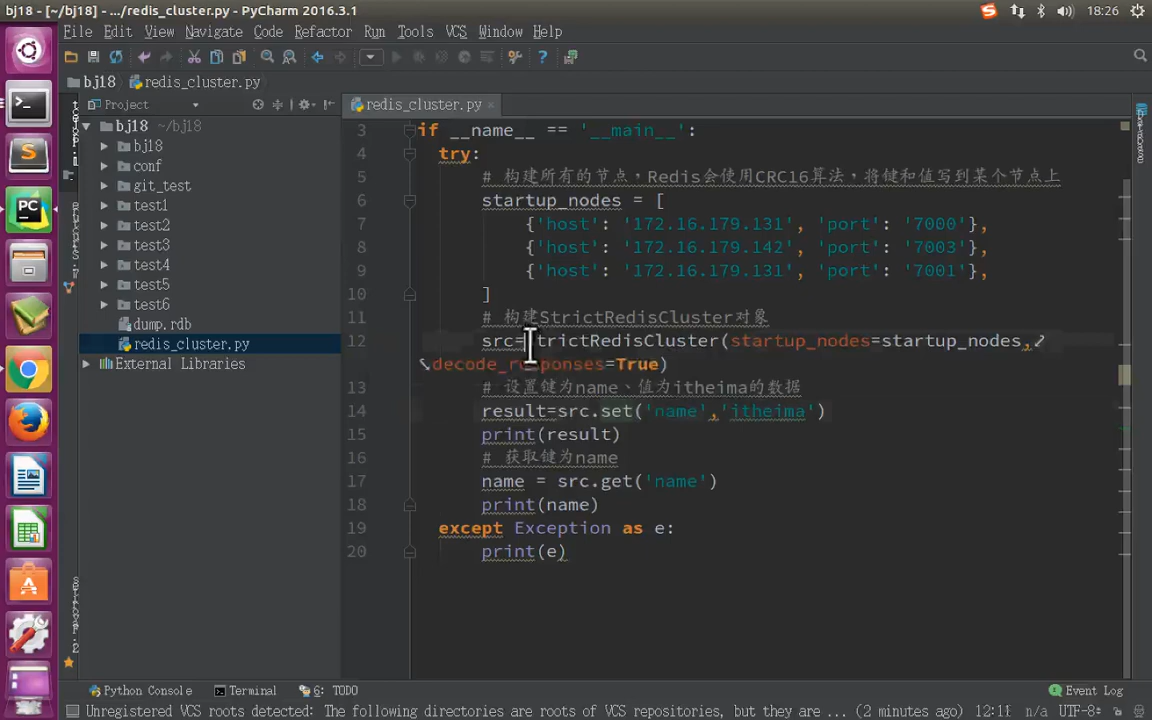 bj18 - [~/bj18] - .../redis_cluster.py - PyCharm 2016.3.1
18:26
File Edit View Navigate Code Refactor Run Tools VCS Window Help
bj18 redis_cluster.py
Project
redis_cluster.py
bj18 ~/bj18
bj18
conf
git_test
test1
test2
test3
test4
test5
test6
dump.rdb
redis_cluster.py
External Libraries
3 if __name__ == '__main__':
4 try:
5 # 构建所有的节点，Redis会使用CRC16算法，将键和值写到某个节点上
6 startup_nodes = [
7 {'host': '172.16.179.131', 'port': '7000'},
8 {'host': '172.16.179.142', 'port': '7003'},
9 {'host': '172.16.179.131', 'port': '7001'},
10 ]
11 # 构建StrictRedisCluster对象
12 src=StrictRedisCluster(startup_nodes=startup_nodes,
decode_responses=True)
13 # 设置键为name、值为itheima的数据
14 result=src.set('name','itheima')
15 print(result)
16 # 获取键为name
17 name = src.get('name')
18 print(name)
19 except Exception as e:
20 print(e)
Python Console Terminal 6: TODO Event Log
Unregistered VCS roots detected: The following directories are roots of VCS repositories, but they are ... (2 minutes ago) 12:11 n/a UTF-8